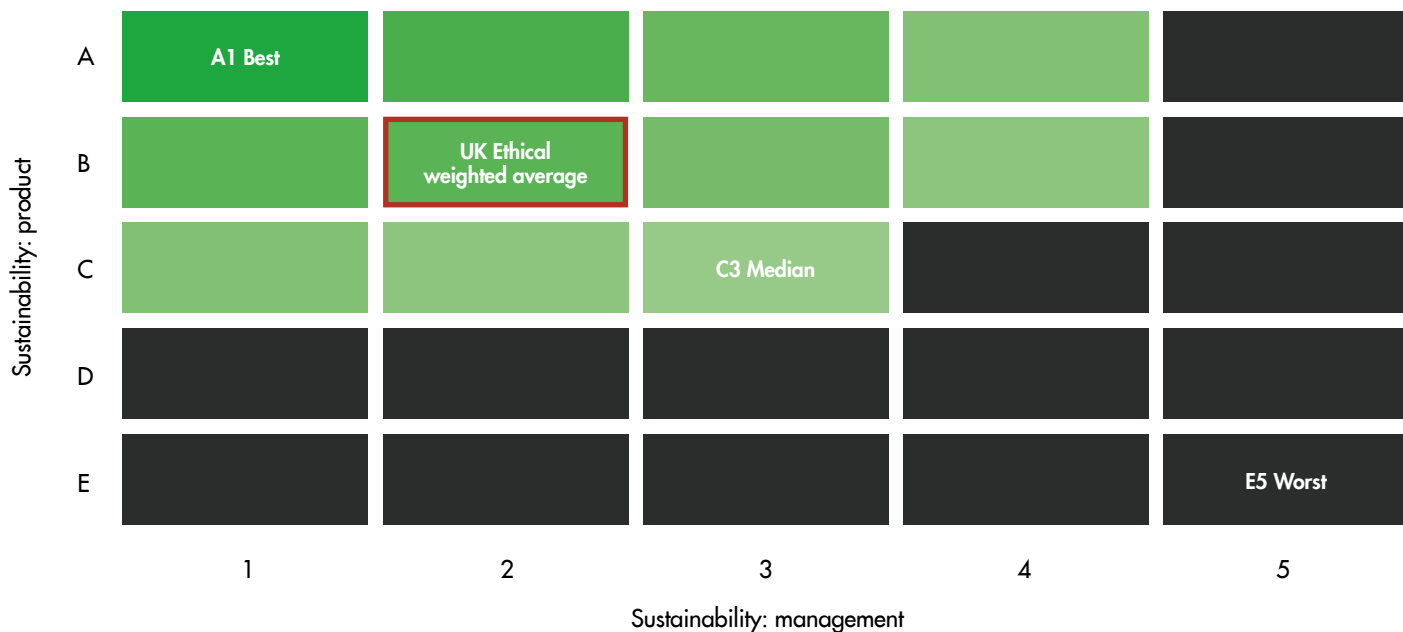 A
A1 Best
Sustainability: product
B
UK Ethical
weighted average
C
C3 Median
D
E
E5 Worst
1 2 3 4 5
Sustainability: management